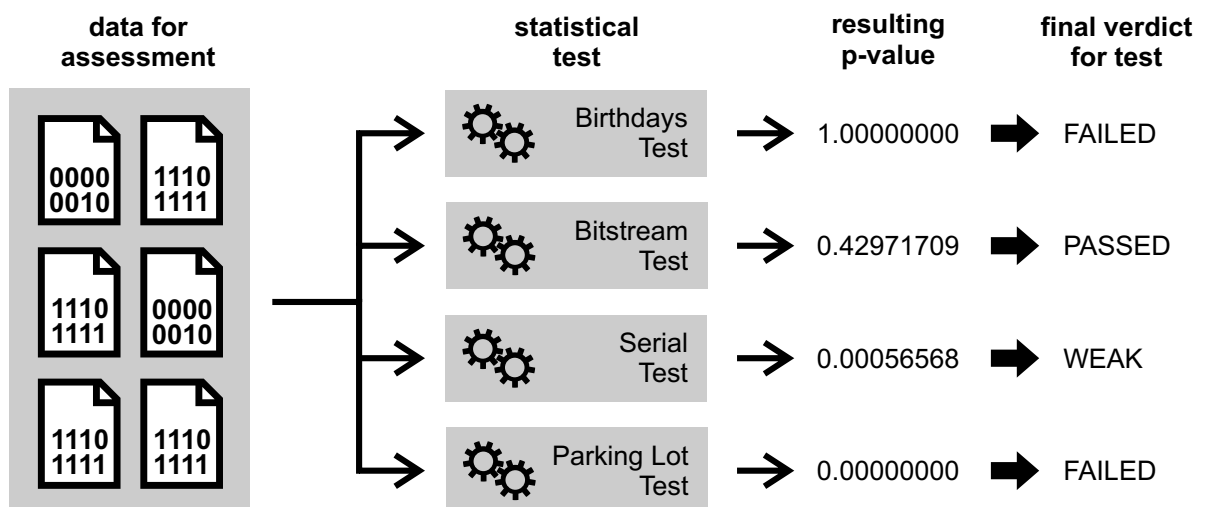 data for
assessment
statistical
test
resulting
p-value
final verdict
for test
0000
0010
1110
1111
1110
1111
0000
0010
1110
1111
1110
1111
Birthdays
Test
1.00000000
FAILED
Bitstream
Test
0.42971709
PASSED
Serial
Test
0.00056568
WEAK
Parking Lot
Test
0.00000000
FAILED